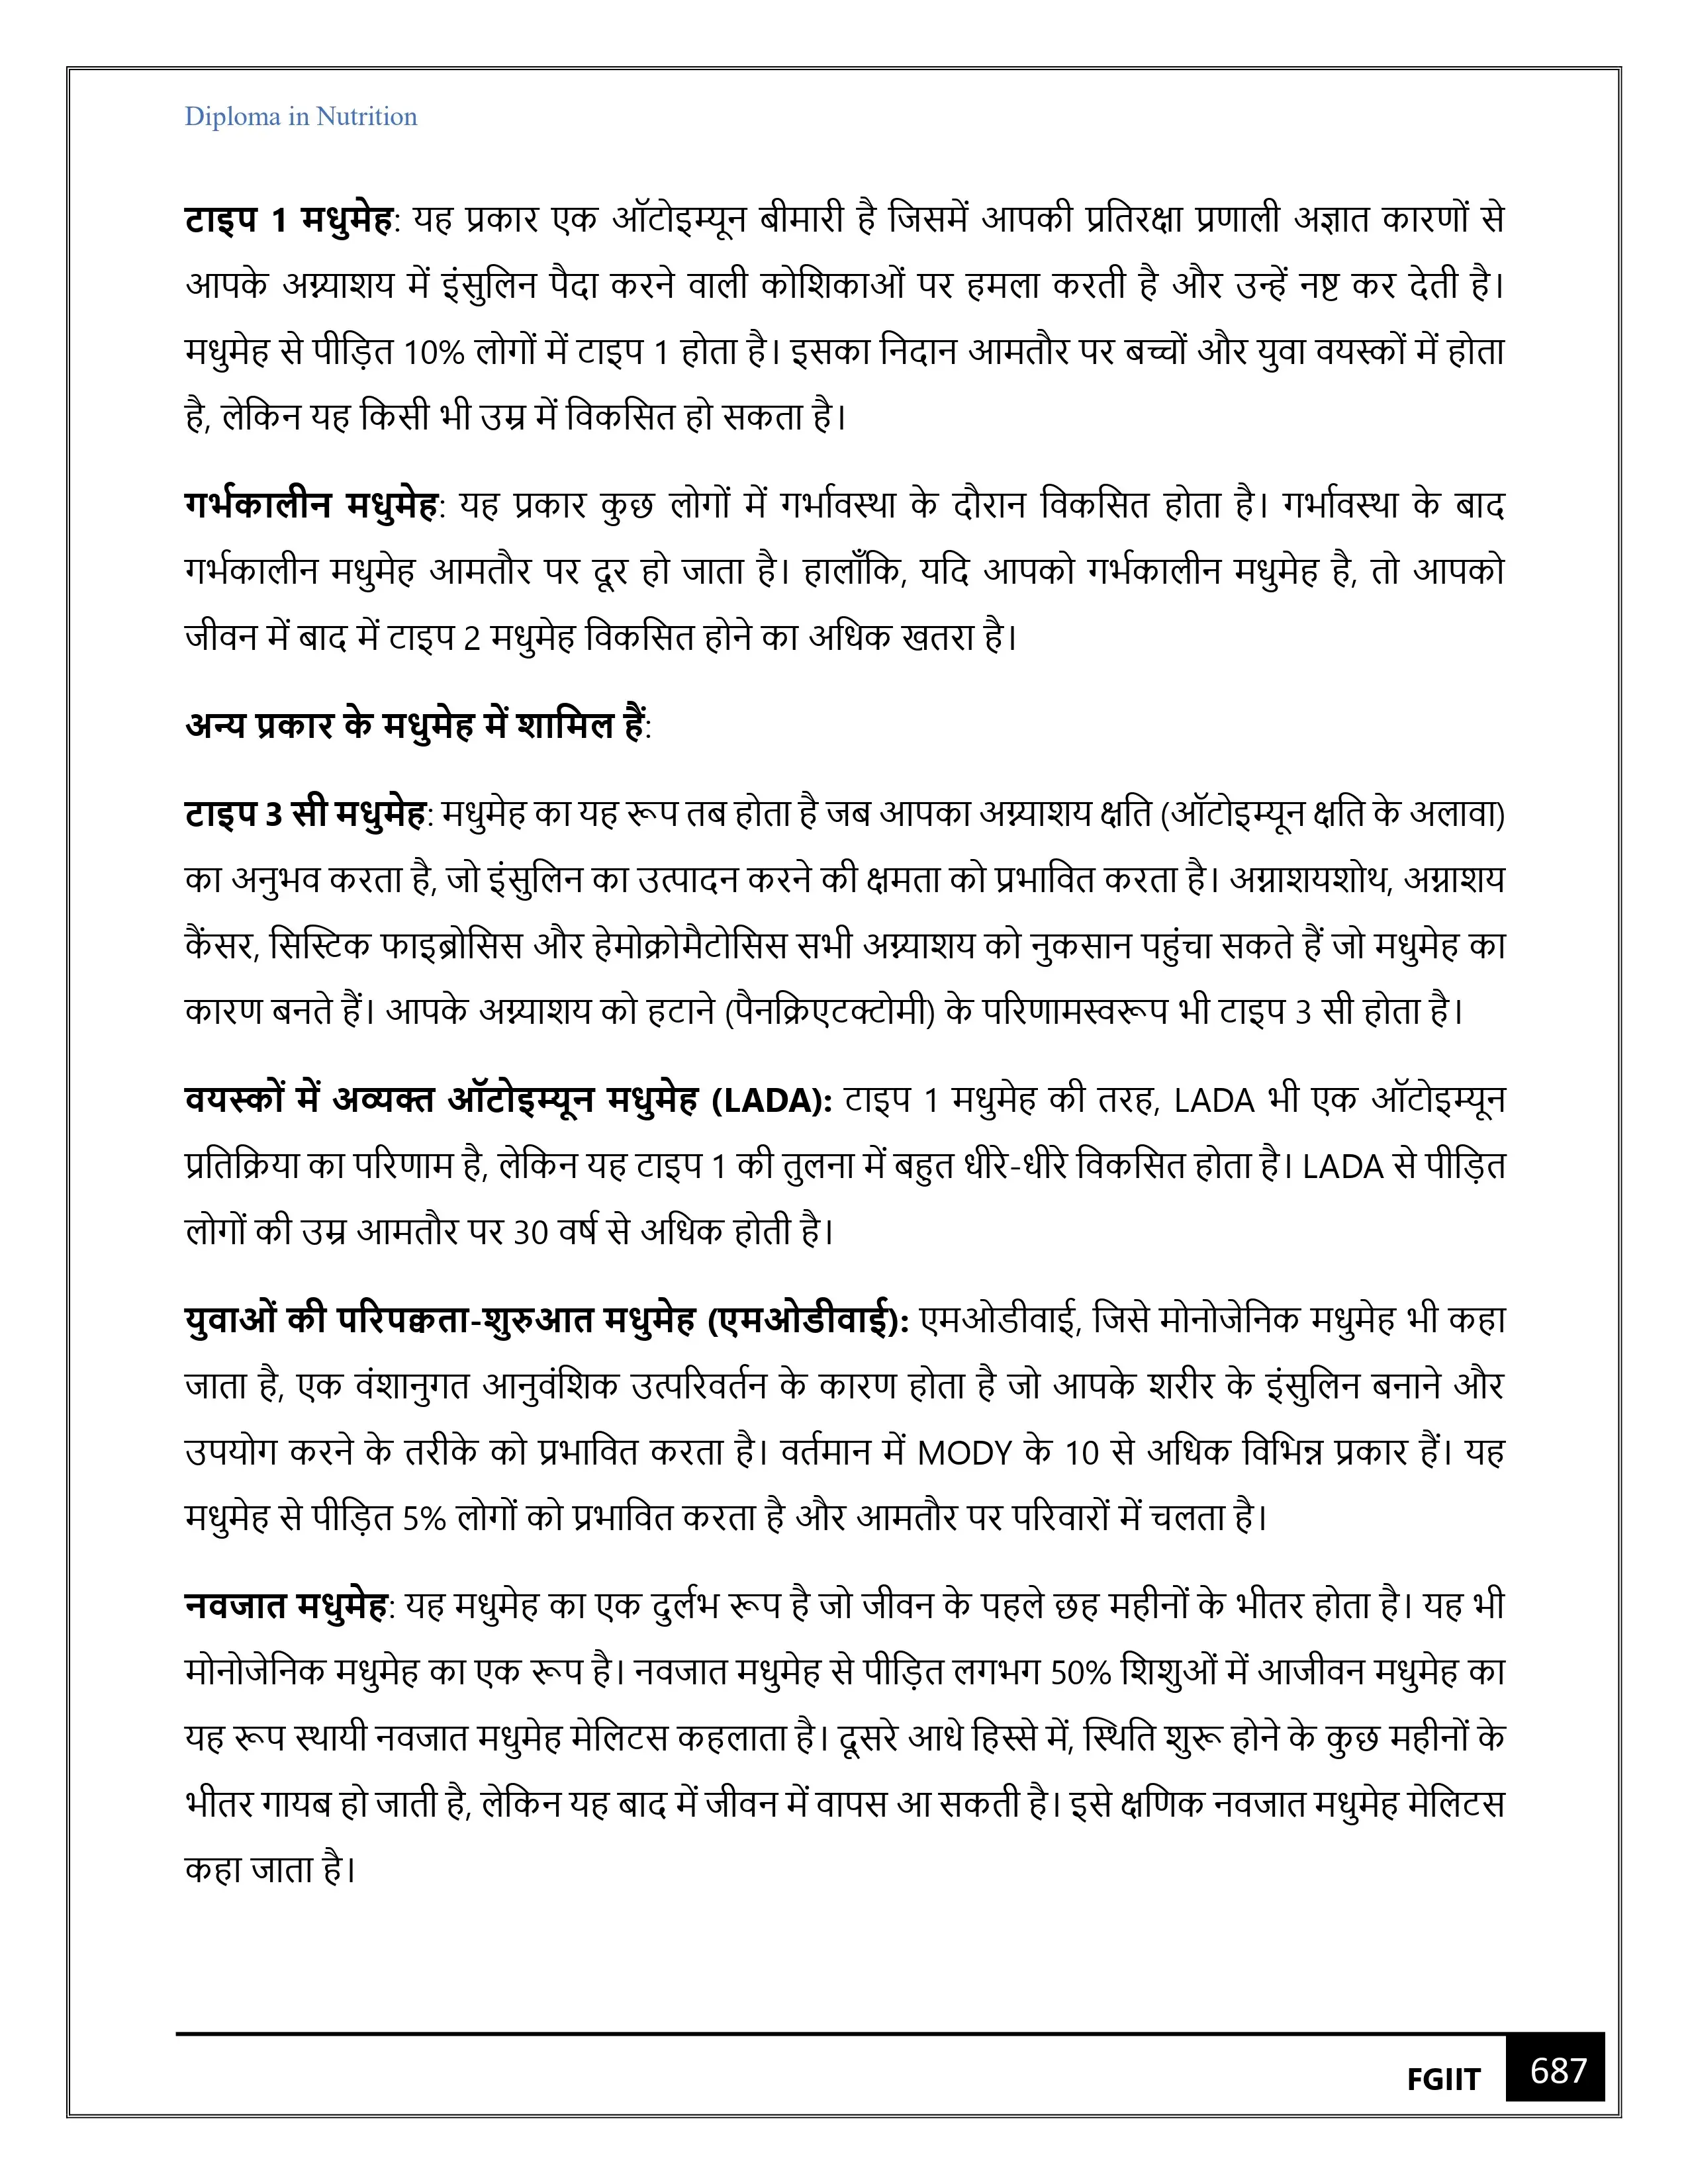 Diploma in Nutrition
टाइप 1 मधुमेह: यह प्रकार एक ऑटोइम्यून बीमारी है जिसमें आपकी प्रतिरक्षा प्रणाली अज्ञात कारणों से
आपके अग्न्याशय में इंसुलिन पैदा करने वाली कोशिकाओं पर हमला करती है और उन्हें नष्ट कर देती है।
मधुमेह से पीड़ित 10% लोगों में टाइप 1 होता है। इसका निदान आमतौर पर बच्चों और युवा वयस्कों में होता
है, लेकिन यह किसी भी उम्र में विकसित हो सकता है।
गर्भकालीन मधुमेह: यह प्रकार कुछ लोगों में गर्भावस्था के दौरान विकसित होता है। गर्भावस्था के बाद
गर्भकालीन मधुमेह आमतौर पर दूर हो जाता है। हालाँकि, यदि आपको गर्भकालीन मधुमेह है, तो आपको
जीवन में बाद में टाइप 2 मधुमेह विकसित होने का अधिक खतरा है।
अन्य प्रकार के मधुमेह में शामिल हैं:
टाइप 3 सी मधुमेह: मधुमेह का यह रूप तब होता है जब आपका अग्न्याशय क्षति (ऑटोइम्यून क्षति के अलावा)
का अनुभव करता है, जो इंसुलिन का उत्पादन करने की क्षमता को प्रभावित करता है। अग्नाशयशोथ, अग्नाशय
कैंसर, सिस्टिक फाइब्रोसिस और हेमोक्रोमैटोसिस सभी अग्न्याशय को नुकसान पहुंचा सकते हैं जो मधुमेह का
कारण बनते हैं। आपके अग्न्याशय को हटाने (पैनक्रिएटक्टोमी) के परिणामस्वरूप भी टाइप 3 सी होता है।
वयस्कों में अव्यक्त ऑटोइम्यून मधुमेह (LADA): टाइप 1 मधुमेह की तरह, LADA भी एक ऑटोइम्यून
प्रतिक्रिया का परिणाम है, लेकिन यह टाइप 1 की तुलना में बहुत धीरे-धीरे विकसित होता है। LADA से पीड़ित
लोगों की उम्र आमतौर पर 30 वर्ष से अधिक होती है।
युवाओं की परिपक्वता-शुरुआत मधुमेह (एमओडीवाई): एमओडीवाई, जिसे मोनोजेनिक मधुमेह भी कहा
जाता है, एक वंशानुगत आनुवंशिक उत्परिवर्तन के कारण होता है जो आपके शरीर के इंसुलिन बनाने और
उपयोग करने के तरीके को प्रभावित करता है। वर्तमान में MODY के 10 से अधिक विभिन्न प्रकार हैं। यह
मधुमेह से पीड़ित 5% लोगों को प्रभावित करता है और आमतौर पर परिवारों में चलता है।
नवजात मधुमेह: यह मधुमेह का एक दुर्लभ रूप है जो जीवन के पहले छह महीनों के भीतर होता है। यह भी
मोनोजेनिक मधुमेह का एक रूप है। नवजात मधुमेह से पीड़ित लगभग 50% शिशुओं में आजीवन मधुमेह का
यह रूप स्थायी नवजात मधुमेह मेलिटस कहलाता है। दूसरे आधे हिस्से में, स्थिति शुरू होने के कुछ महीनों के
भीतर गायब हो जाती है, लेकिन यह बाद में जीवन में वापस आ सकती है। इसे क्षणिक नवजात मधुमेह मेलिटस
कहा जाता है।
FGIIT 687